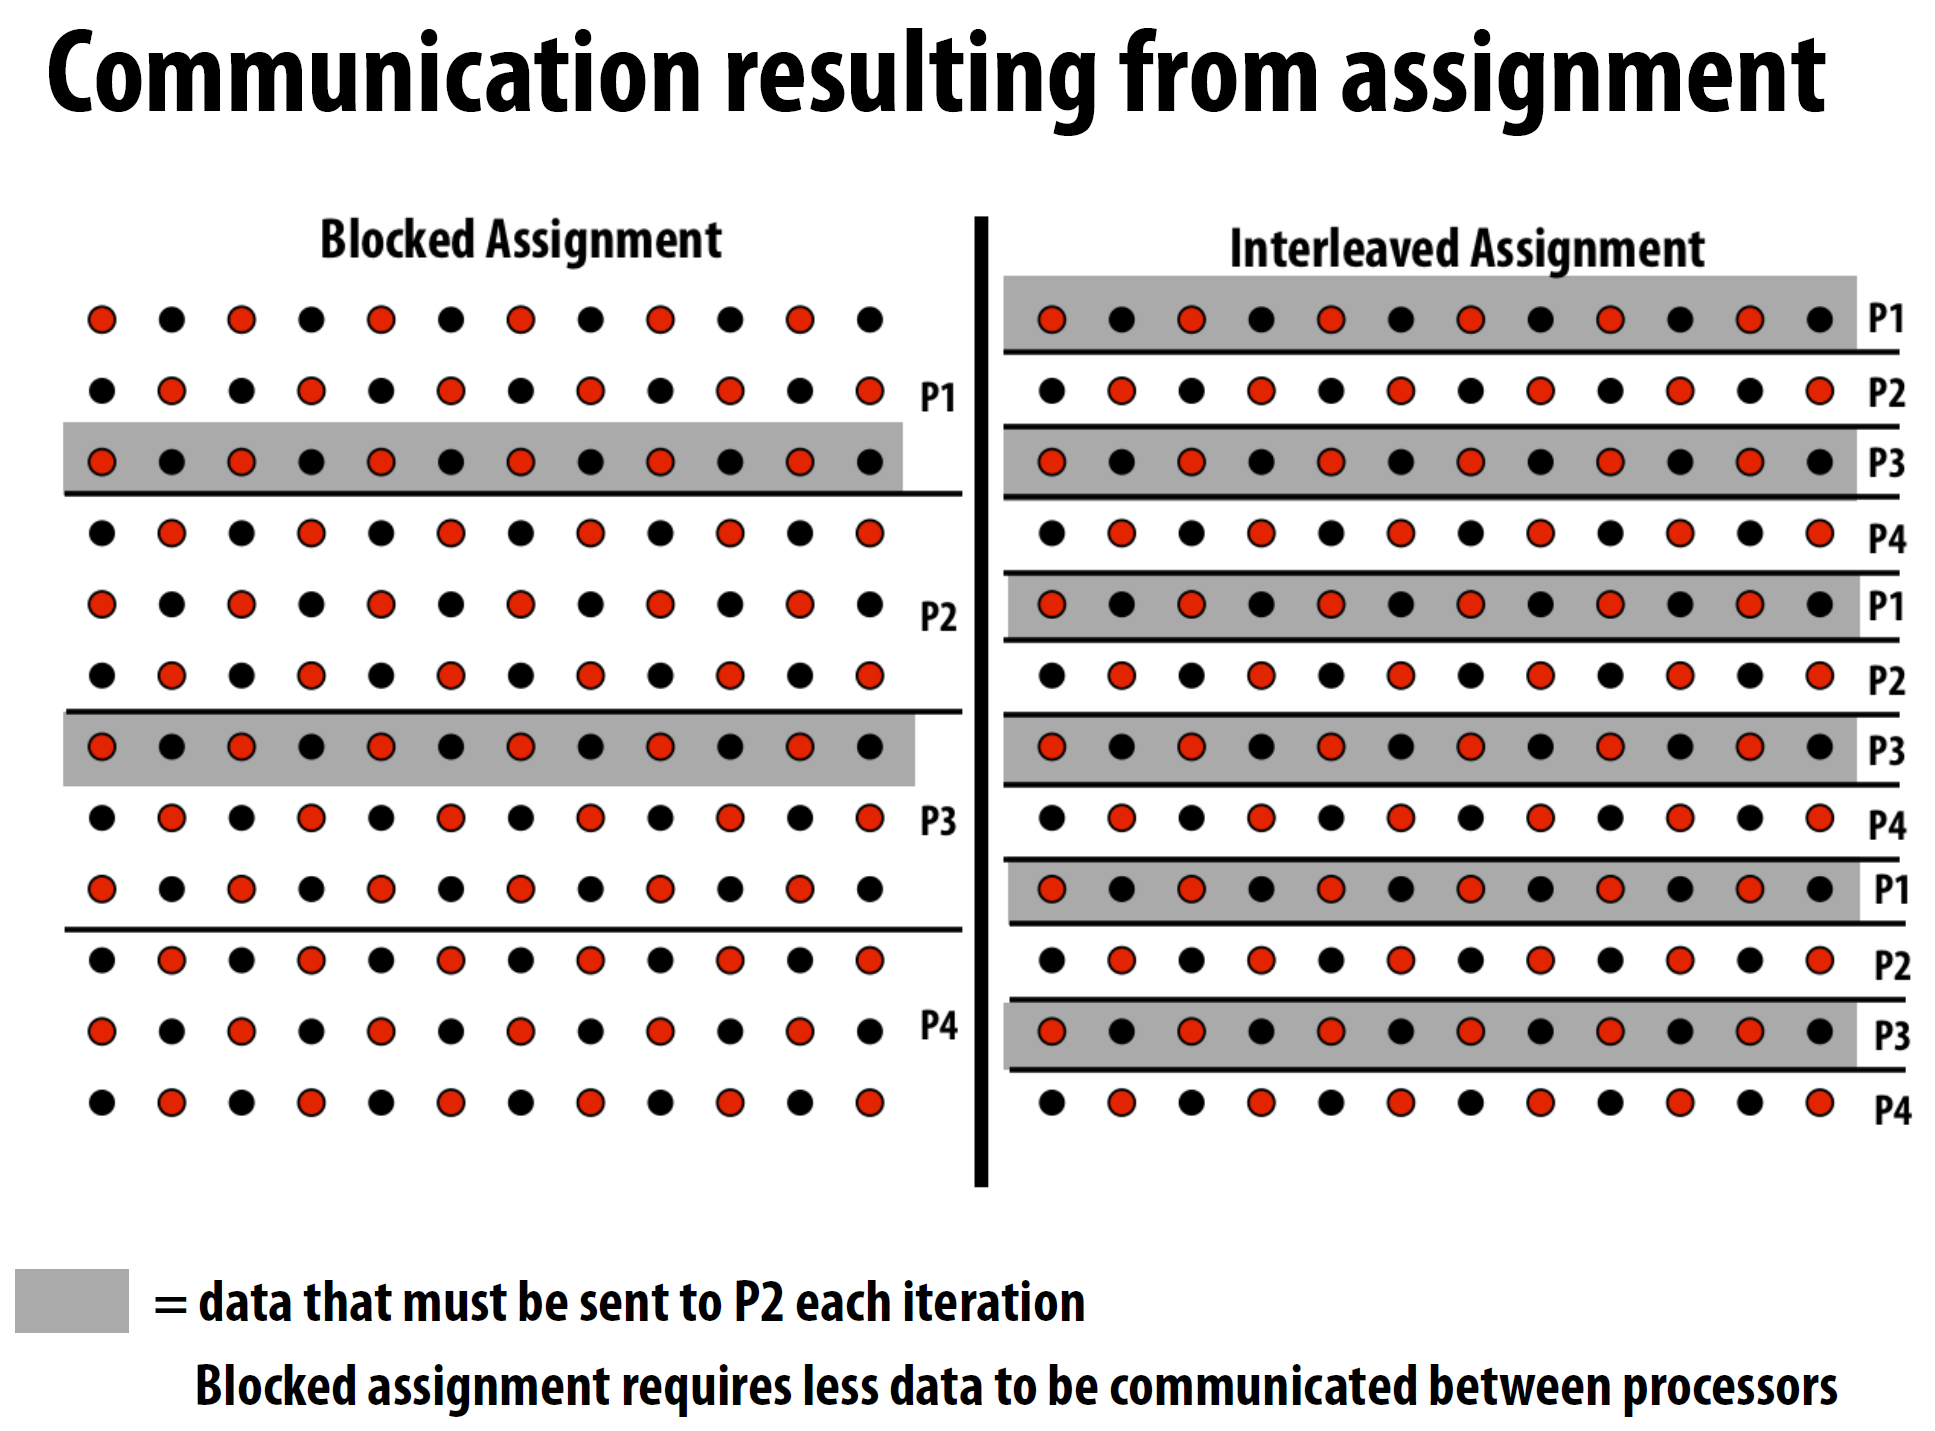 Communication resulting from assignment
Blocked Assignment
P1
P2
P3
P4
Interleaved Assignment
P1
P2
P3
P4
P1
P2
P3
P4
P1
P2
P3
P4
= data that must be sent to P2 each iteration
Blocked assignment requires less data to be communicated between processors